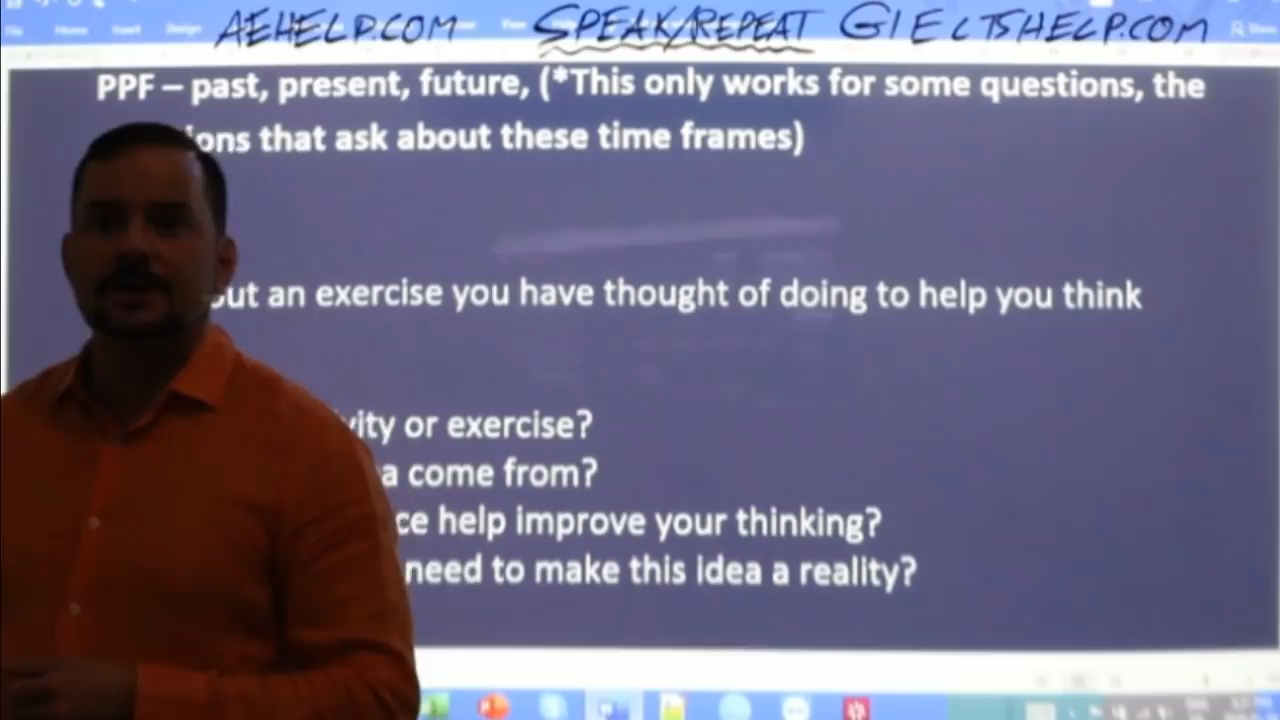 AEHELP.COM SPEAK/REPEAT GIELTSHELP.COM
PPF – past, present, future, (*This only works for some questions, the
ions that ask about these time frames)
out an exercise you have thought of doing to help you think
vity or exercise?
a come from?
ce help improve your thinking?
need to make this idea a reality?